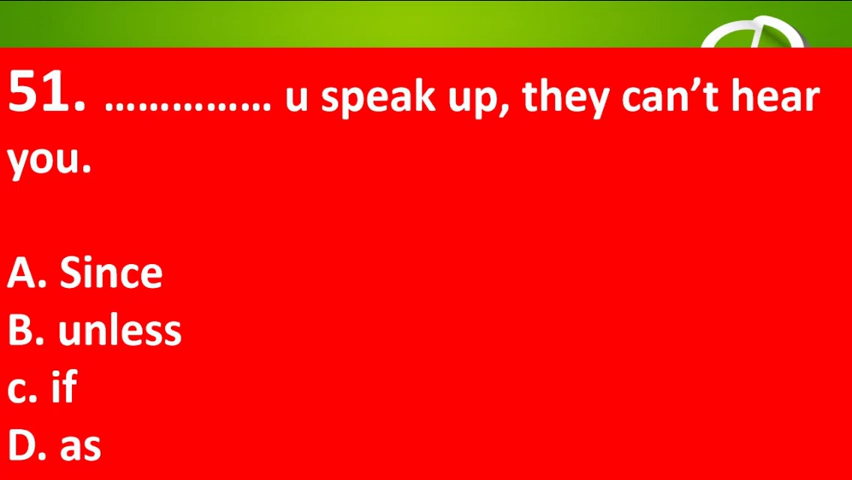 51. …………… u speak up, they can’t hear
you.
A. Since
B. unless
c. if
D. as